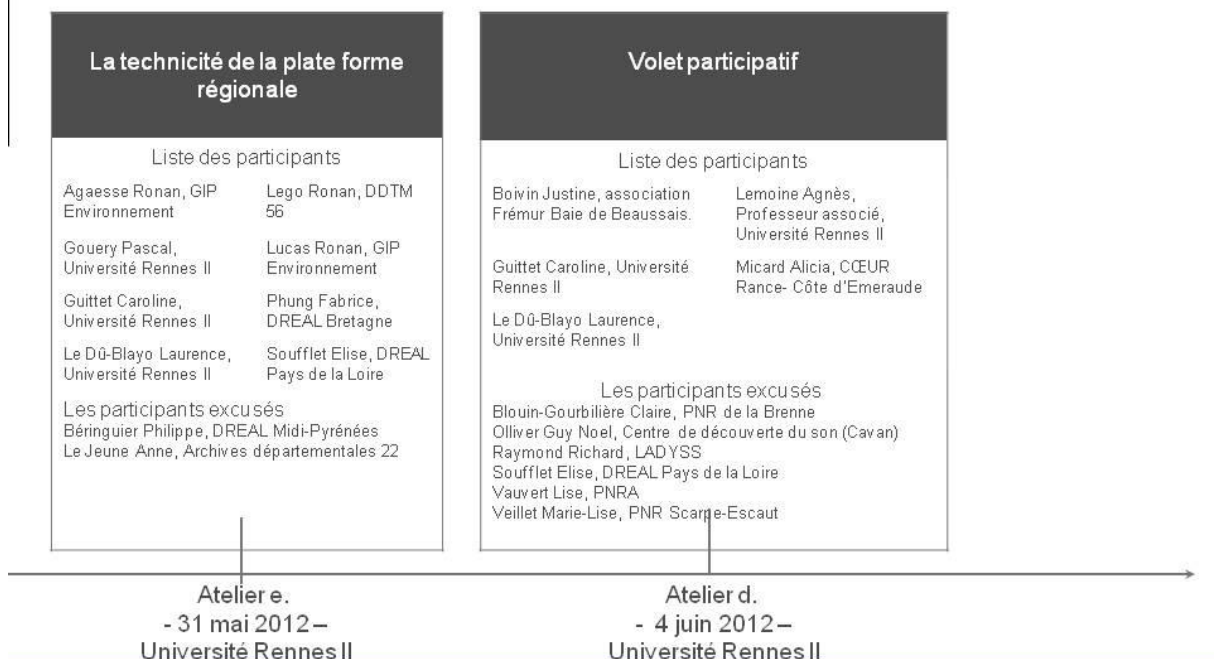 La technicité de la plate forme
régionale
Liste des participants
Agaesse Ronan, GIP
Environnement
Lego Ronan, DDTM
56
Gouery Pascal,
Université Rennes II
Lucas Ronan, GIP
Environnement
Guittet Caroline,
Université Rennes II
Phung Fabrice,
DREAL Bretagne
Le Dû-Blayo Laurence,
Université Rennes II
Soufflet Elise, DREAL
Pays de la Loire
Les participants excusés
Béringuier Philippe, DREAL Midi-Pyrénées
Le Jeune Anne, Archives départementales 22
Atelier e.
- 31 mai 2012 –
Université Rennes II
Volet participatif
Liste des participants
Boivin Justine, association
Frémur Baie de Beaussais.
Lemoine Agnès,
Professeur associé,
Université Rennes II
Guittet Caroline, Université
Rennes II
Micard Alicia, CŒUR
Rance- Côte d'Emeraude
Le Dû-Blayo Laurence,
Université Rennes II
Les participants excusés
Blouin-Gourbilière Claire, PNR de la Brenne
Olliver Guy Noel, Centre de découverte du son (Cavan)
Raymond Richard, LADYSS
Soufflet Elise, DREAL Pays de la Loire
Vauvert Lise, PNRA
Veillet Marie-Lise, PNR Scarpe-Escaut
Atelier d.
- 4 juin 2012 –
Université Rennes II